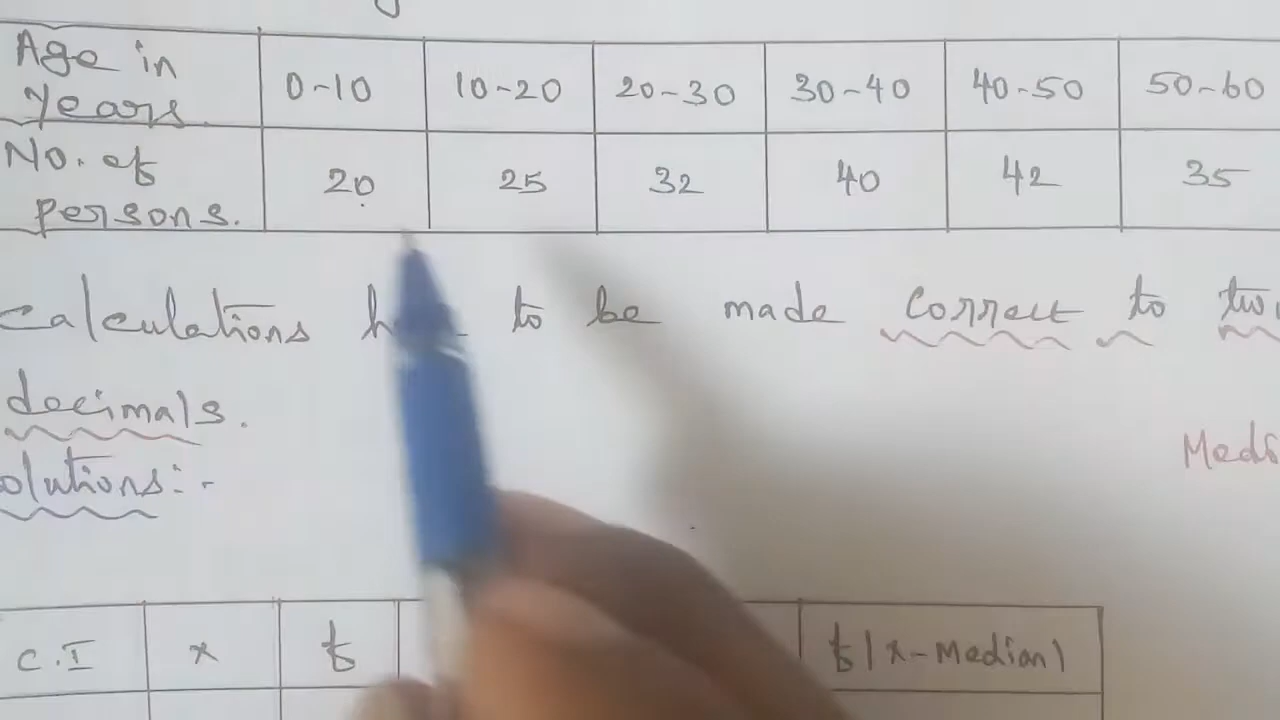 Age in Years. 0-10 10-20 20-30 30-40 40-50 50-60
No. of persons. 20 25 32 40 42 35
calculations to be made correct to
decimals.
olutions:-
C.I x f f|x-Median|